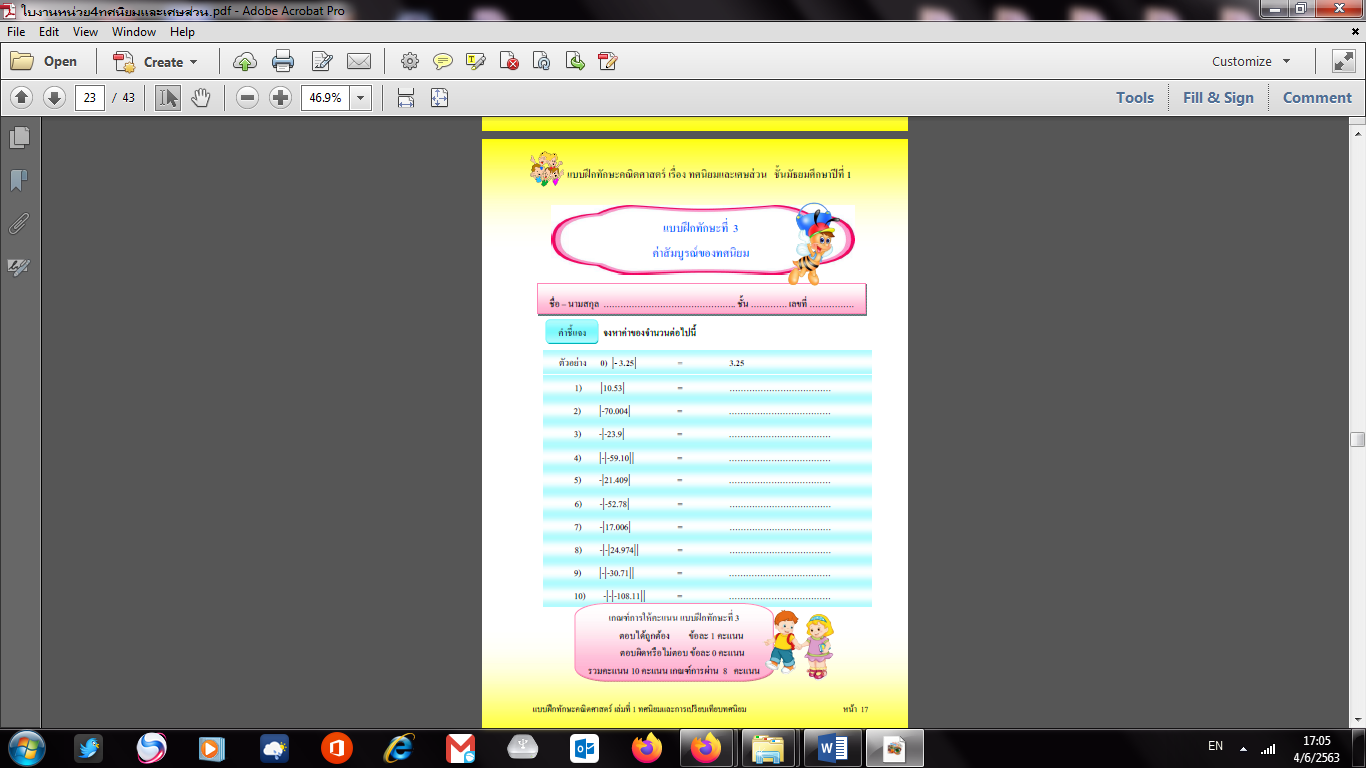 ใบงานหน่วย4ทศนิยมและเศษส่วน.pdf - Adobe Acrobat Pro
File Edit View Window Help
Open Create Customize
23 / 43 46.9% Tools Fill & Sign Comment
แบบฝึกทักษะคณิตศาสตร์ เรื่อง ทศนิยมและเศษส่วน ชั้นมัธยมศึกษาปีที่ 1
แบบฝึกทักษะที่ 3
ค่าสัมบูรณ์ของทศนิยม
ชื่อ – นามสกุล ................................................ ชั้น ............. เลขที่ ................
คำชี้แจง จงหาค่าของจำนวนต่อไปนี้
ตัวอย่าง 0) |- 3.25| = 3.25
1) |10.53| = ....................................
2) |-70.004| = ....................................
3) -|-23.9| = ....................................
4) |-|-59.10|| = ....................................
5) -|21.409| = ....................................
6) -|-52.78| = ....................................
7) -|17.006| = ....................................
8) -|-|24.974|| = ....................................
9) |-|-30.71|| = ....................................
10) -|-|-108.11|| = ....................................
เกณฑ์การให้คะแนน แบบฝึกทักษะที่ 3
ตอบได้ถูกต้อง ข้อละ 1 คะแนน
ตอบผิดหรือไม่ตอบ ข้อละ 0 คะแนน
รวมคะแนน 10 คะแนน เกณฑ์การผ่าน 8 คะแนน
แบบฝึกทักษะคณิตศาสตร์ เล่มที่ 1 ทศนิยมและการเปรียบเทียบทศนิยม หน้า 17
EN 17:05
4/6/2563